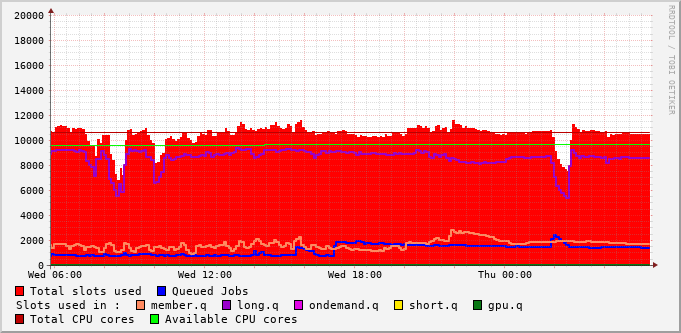 20000
18000
16000
14000
12000
10000
8000
6000
4000
2000
0
Wed 06:00 Wed 12:00 Wed 18:00 Thu 00:00
Total slots used Queued Jobs
Slots used in : member.q long.q ondemand.q short.q gpu.q
Total CPU cores Available CPU cores
RRDTOOL / TOBI OETIKER